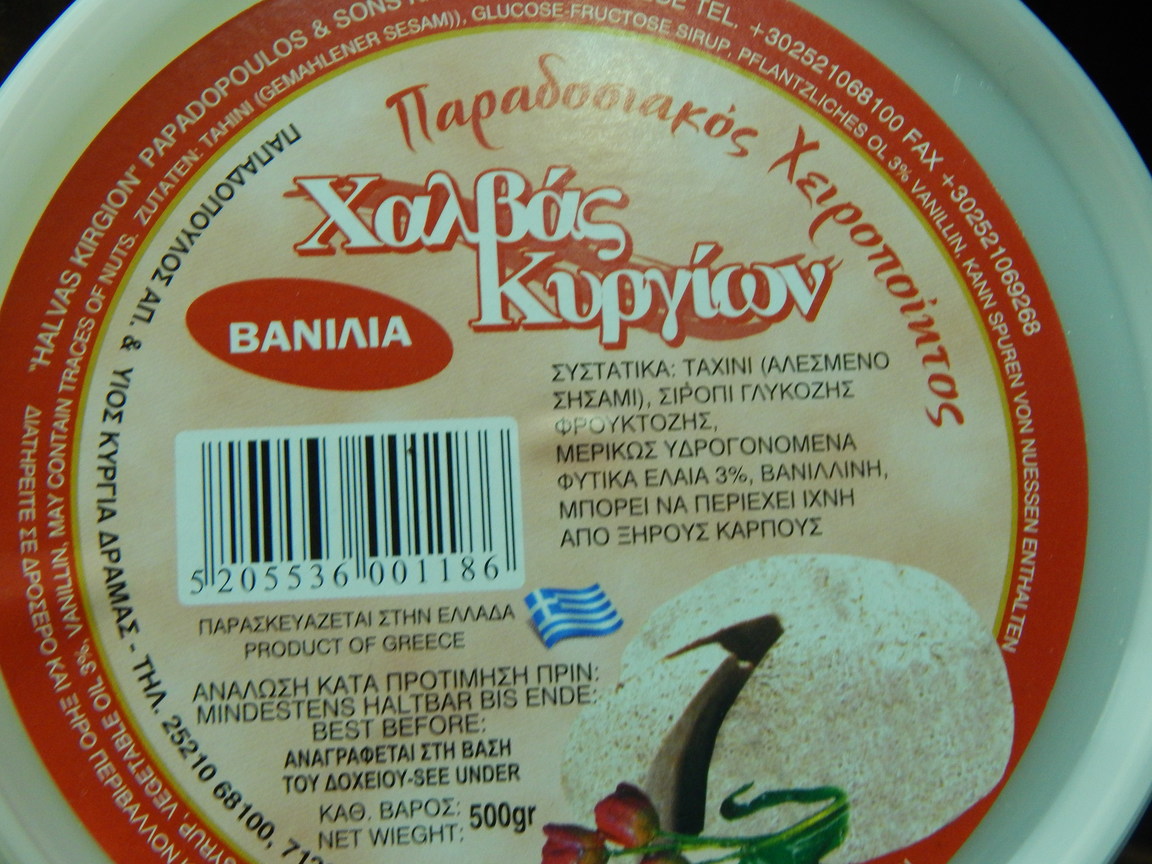 "HALVAS KIRGION" PAPADOPOULOS & SONS
TEL. +302521068100 FAX +302521069268
ZUTATEN: TAHINI (GEMAHLENER SESAM)), GLUCOSE-FRUCTOSE SIRUP, PFLANTZLICHES OL 3% VANILLIN, KANN SPUREN VON NUESSEN ENTHALTEN
SYRUP, VEGETABLE OIL 3%, VANILLIN. MAY CONTAIN TRACES OF NUTS.
ΔΙΑΤΗΡΕΙΤΕ ΣΕ ΔΡΟΣΕΡΟ ΚΑΙ ΞΗΡΟ
ΠΑΠΑΔΟΠΟΥΛΟΣ ΑΠ. & ΥΙΟΣ ΚΥΡΓΙΑ ΔΡΑΜΑΣ - ΤΗΛ. 25210 68100,
Παραδοσιακός Χειροποίητος
Χαλβάς
Κυργίων
ΒΑΝΙΛΙΑ
ΣΥΣΤΑΤΙΚΑ: ΤΑΧΙΝΙ (ΑΛΕΣΜΕΝΟ
ΣΗΣΑΜΙ), ΣΙΡΟΠΙ ΓΛΥΚΟΖΗΣ
ΦΡΟΥΚΤΟΖΗΣ,
ΜΕΡΙΚΩΣ ΥΔΡΟΓΟΝΟΜΕΝΑ
ΦΥΤΙΚΑ ΕΛΑΙΑ 3%, ΒΑΝΙΛΛΙΝΗ,
ΜΠΟΡΕΙ ΝΑ ΠΕΡΙΕΧΕΙ ΙΧΝΗ
ΑΠΟ ΞΗΡΟΥΣ ΚΑΡΠΟΥΣ
5 205536 001186
ΠΑΡΑΣΚΕΥΑΖΕΤΑΙ ΣΤΗΝ ΕΛΛΑΔΑ
PRODUCT OF GREECE
ΑΝΑΛΩΣΗ ΚΑΤΑ ΠΡΟΤΙΜΗΣΗ ΠΡΙΝ:
MINDESTENS HALTBAR BIS ENDE:
BEST BEFORE:
ΑΝΑΓΡΑΦΕΤΑΙ ΣΤΗ ΒΑΣΗ
ΤΟΥ ΔΟΧΕΙΟΥ-SEE UNDER
ΚΑΘ. ΒΑΡΟΣ: 500gr
NET WIEGHT: